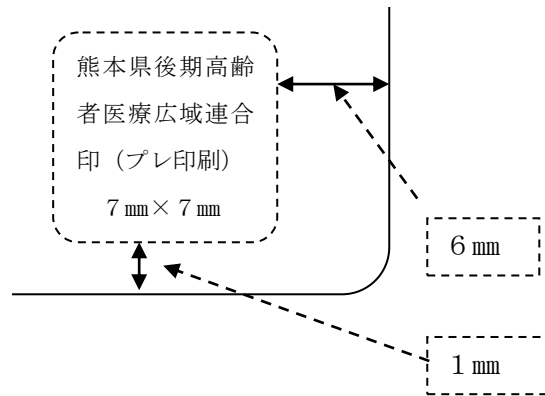 熊本県後期高齢
者医療広域連合
印（プレ印刷）
７㎜×７㎜
６㎜
１㎜